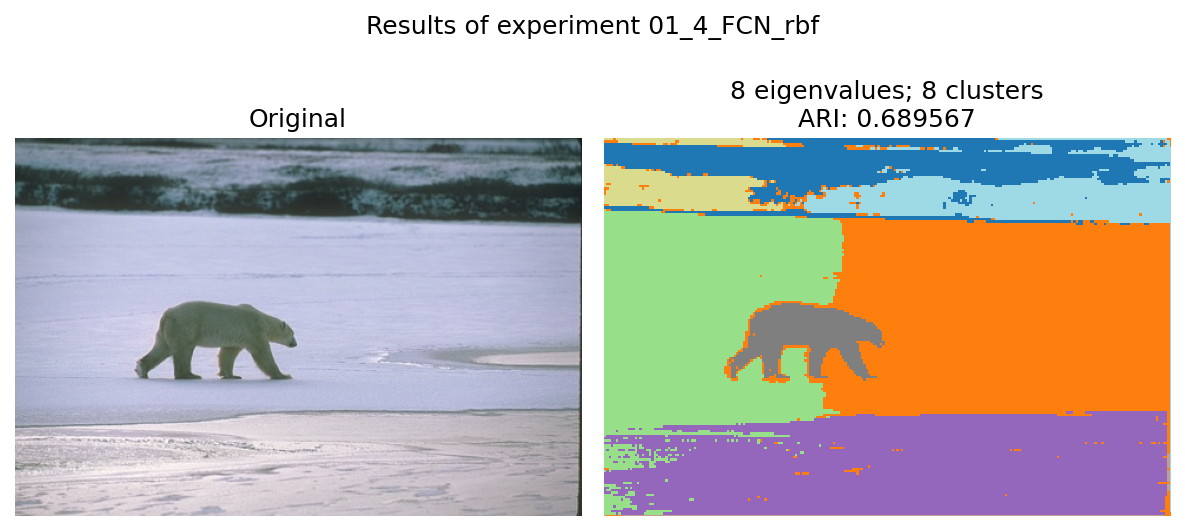 Results of experiment 01_4_FCN_rbf
Original
8 eigenvalues; 8 clusters
ARI: 0.689567